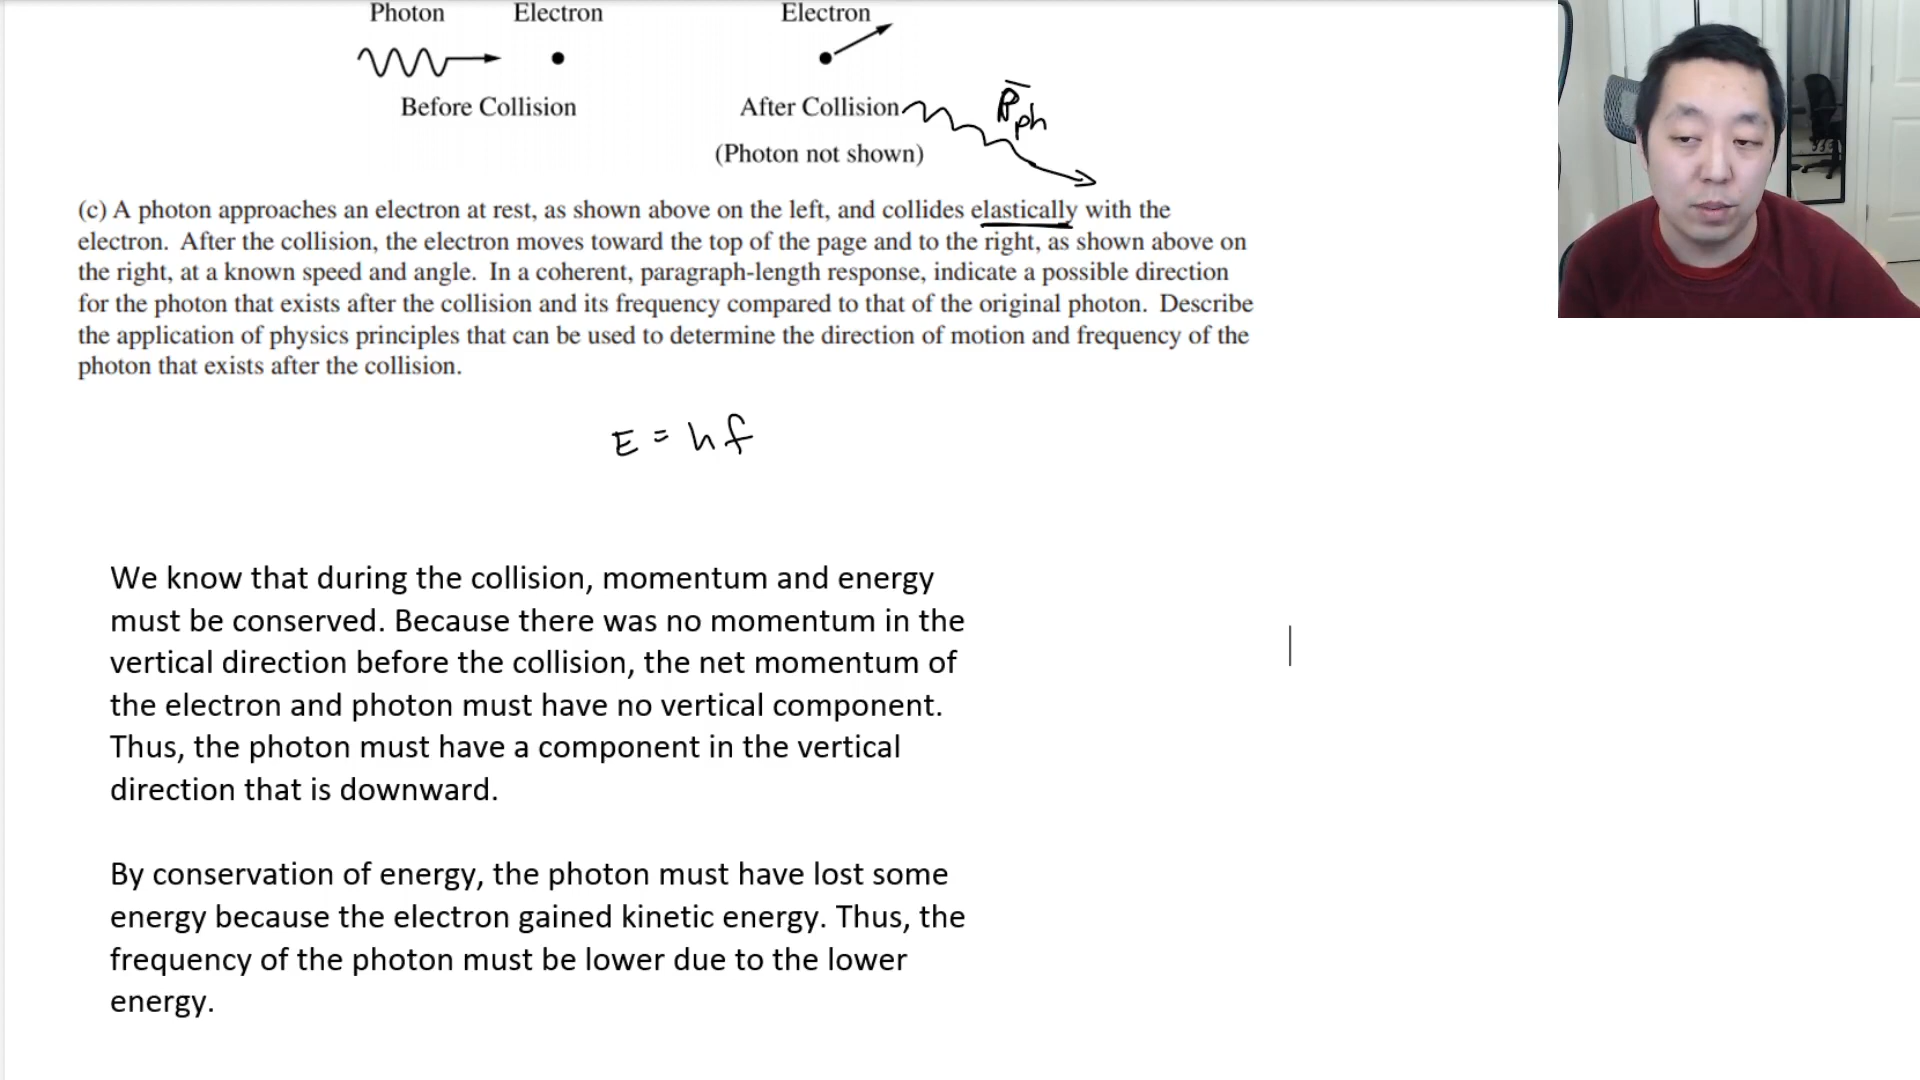 Photon Electron Electron
Before Collision After Collision
P̅ph
(Photon not shown)
(c) A photon approaches an electron at rest, as shown above on the left, and collides elastically with the
electron. After the collision, the electron moves toward the top of the page and to the right, as shown above on
the right, at a known speed and angle. In a coherent, paragraph-length response, indicate a possible direction
for the photon that exists after the collision and its frequency compared to that of the original photon. Describe
the application of physics principles that can be used to determine the direction of motion and frequency of the
photon that exists after the collision.
E = hf
We know that during the collision, momentum and energy
must be conserved. Because there was no momentum in the
vertical direction before the collision, the net momentum of
the electron and photon must have no vertical component.
Thus, the photon must have a component in the vertical
direction that is downward.
By conservation of energy, the photon must have lost some
energy because the electron gained kinetic energy. Thus, the
frequency of the photon must be lower due to the lower
energy.